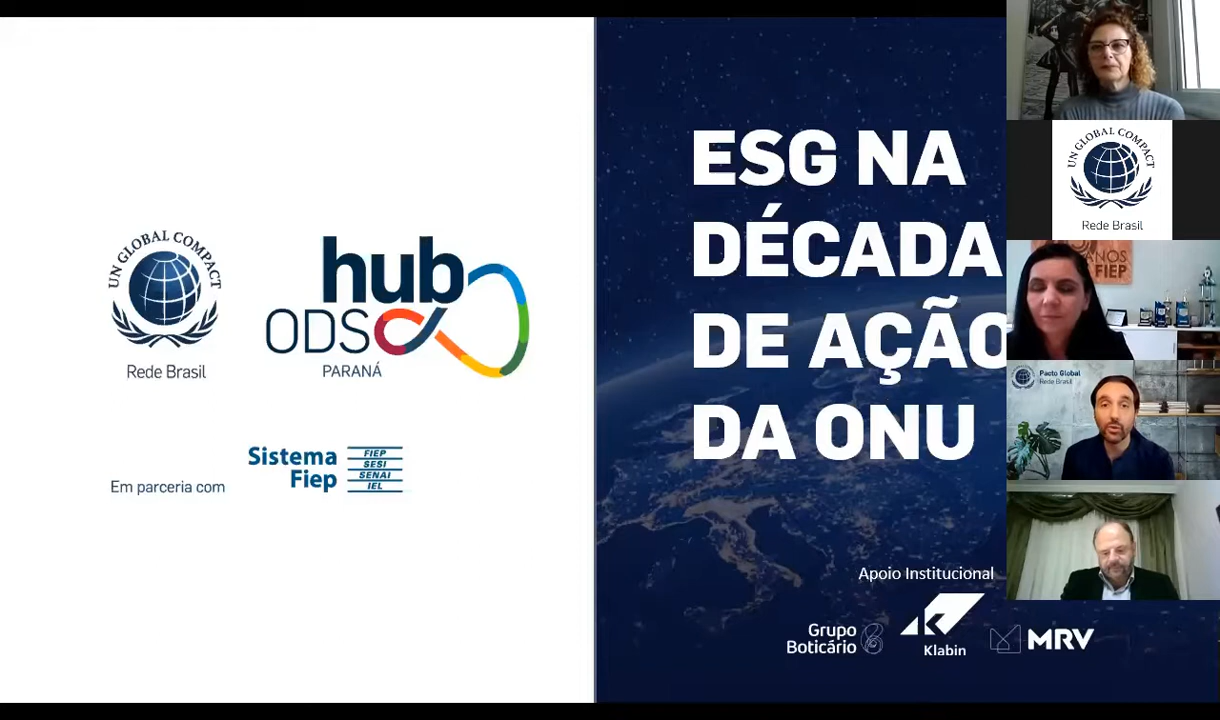 UN GLOBAL COMPACT
Rede Brasil
hub
ODS
PARANÁ
Em parceria com
Sistema
Fiep
FIEP
SESI
SENAI
IEL
ESG NA
DÉCADA
DE AÇÃO
DA ONU
Apoio Institucional
Grupo
Boticário
Klabin
MRV
UN GLOBAL COMPACT
Rede Brasil
ANOS
FIEP
Pacto Global
Rede Brasil